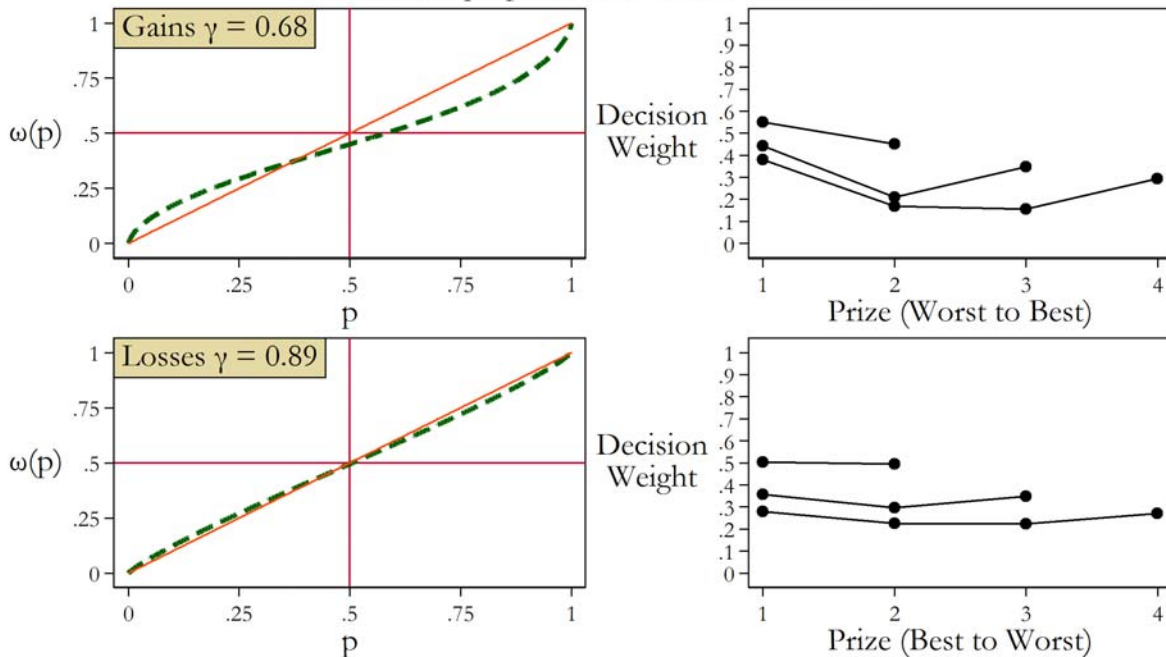 Gains γ = 0.68
1
.75
ω(p)
.5
.25
0
0 .25 .5 .75 1
p
1
.9
.8
.7
.6
Decision
Weight
.5
.4
.3
.2
.1
0
1 2 3 4
Prize (Worst to Best)
Losses γ = 0.89
1
.75
ω(p)
.5
.25
0
0 .25 .5 .75 1
p
1
.9
.8
.7
.6
Decision
Weight
.5
.4
.3
.2
.1
0
1 2 3 4
Prize (Best to Worst)